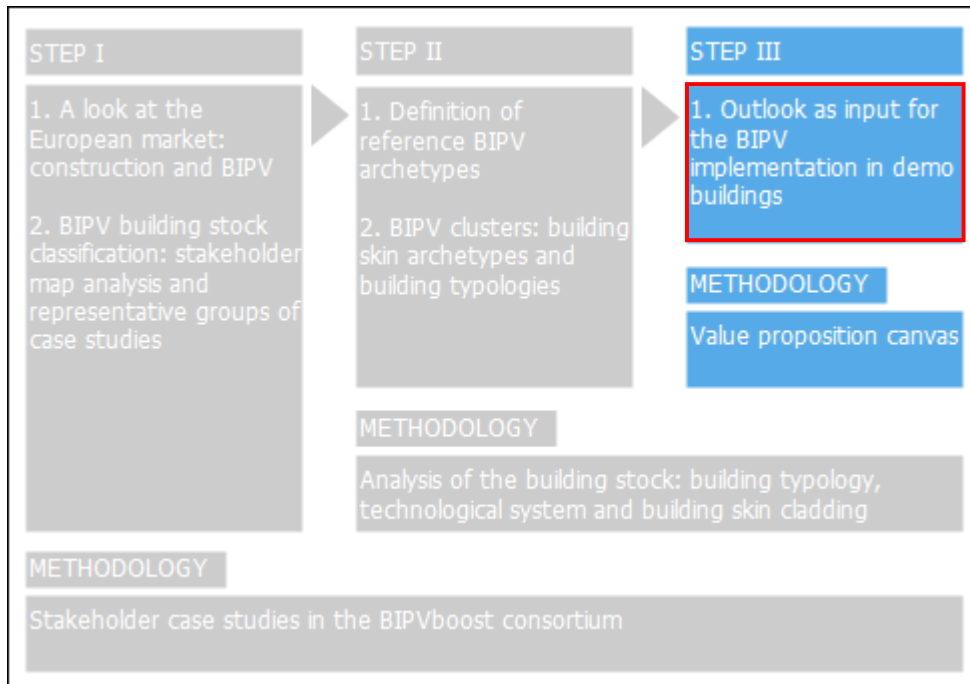 STEP I
1. A look at the
European market:
construction and BIPV
2. BIPV building stock
classification: stakeholder
map analysis and
representative groups of
case studies
STEP II
1. Definition of
reference BIPV
archetypes
2. BIPV clusters: building
skin archetypes and
building typologies
STEP III
1. Outlook as input for
the BIPV
implementation in demo
buildings
METHODOLOGY
Value proposition canvas
METHODOLOGY
Analysis of the building stock: building typology,
technological system and building skin cladding
METHODOLOGY
Stakeholder case studies in the BIPVboost consortium